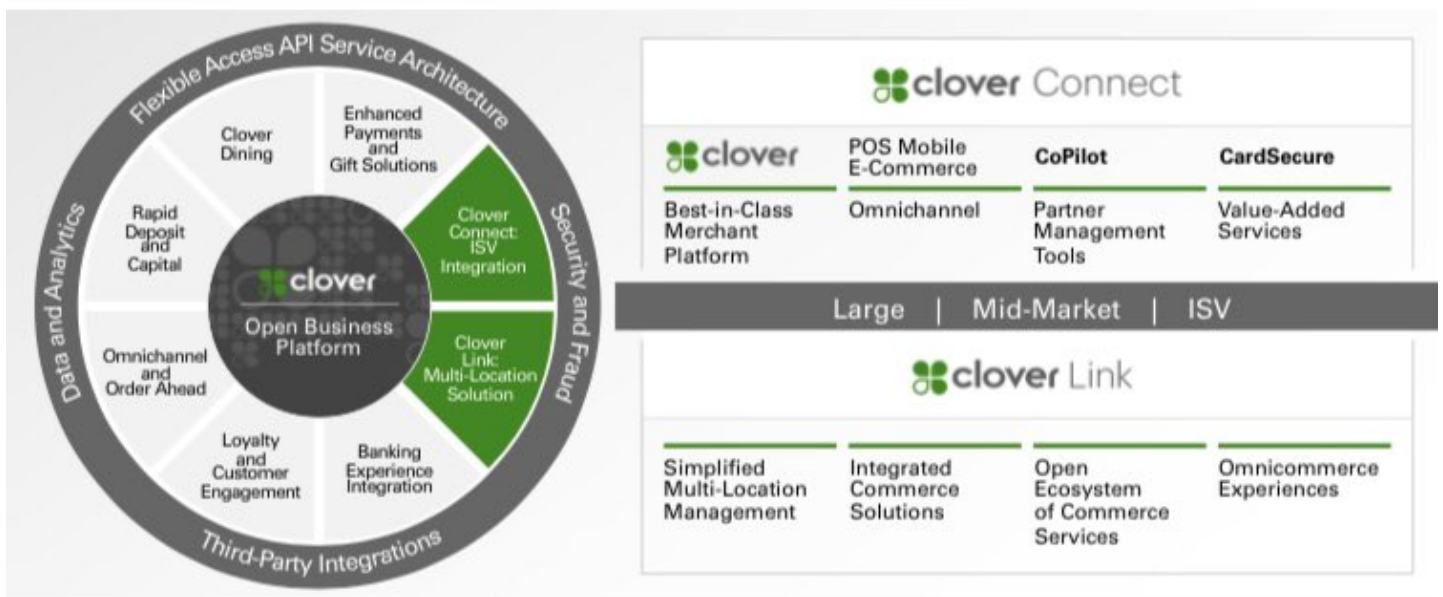 Flexible Access API Service Architecture
Security and Fraud
Third-Party Integrations
Data and Analytics
Clover
Dining
Enhanced
Payments
and
Gift Solutions
Clover
Connect:
ISV
Integration
Clover
Link:
Multi-Location
Solution
Banking
Experience
Integration
Loyalty
and
Customer
Engagement
Omnichannel
and
Order Ahead
Rapid
Deposit
and
Capital
clover
Open Business
Platform
clover Connect
clover
Best-in-Class
Merchant
Platform
POS Mobile
E-Commerce
Omnichannel
CoPilot
Partner
Management
Tools
CardSecure
Value-Added
Services
Large | Mid-Market | ISV
clover Link
Simplified
Multi-Location
Management
Integrated
Commerce
Solutions
Open
Ecosystem
of Commerce
Services
Omnicommerce
Experiences